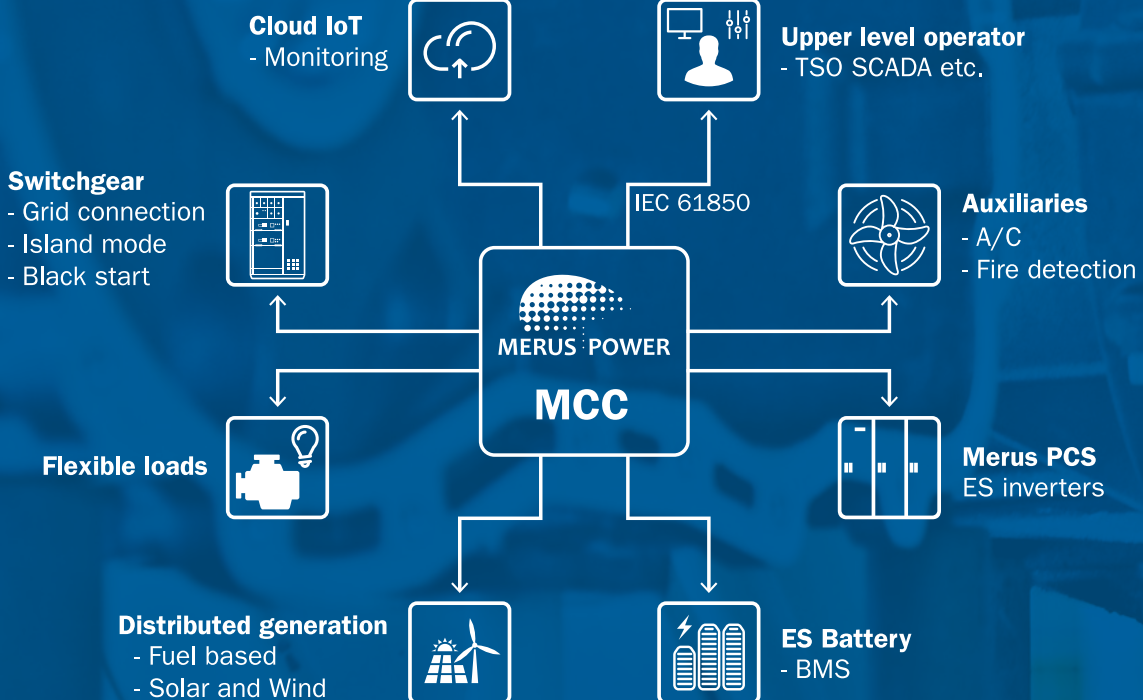 Cloud IoT
- Monitoring
Upper level operator
- TSO SCADA etc.
Switchgear
- Grid connection
- Island mode
- Black start
IEC 61850
Auxiliaries
- A/C
- Fire detection
MERUS POWER
MCC
Flexible loads
Merus PCS
ES inverters
Distributed generation
- Fuel based
- Solar and Wind
ES Battery
- BMS